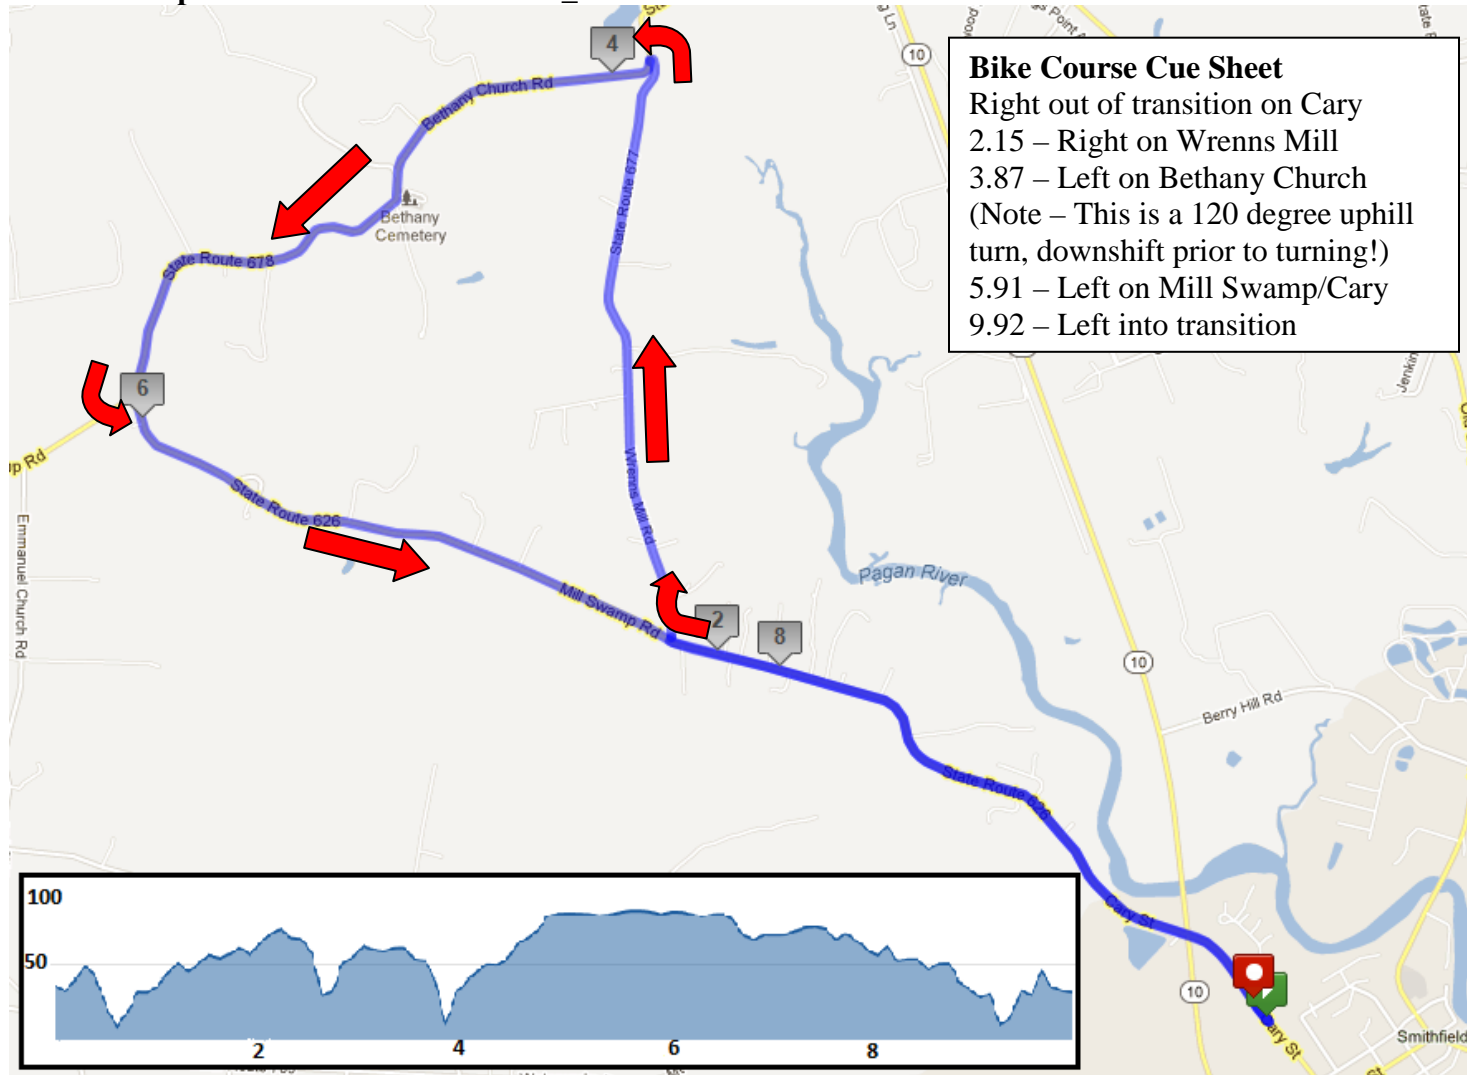 4
10
Bethany Church Rd
Bike Course Cue Sheet
Right out of transition on Cary
2.15 – Right on Wrenns Mill
3.87 – Left on Bethany Church
(Note – This is a 120 degree uphill
turn, downshift prior to turning!)
5.91 – Left on Mill Swamp/Cary
9.92 – Left into transition
State Route 677
Bethany
Cemetery
State Route 678
6
Wrenns Mill Rd
State Route 626
Emmanuel Church Rd
Mill Swamp Rd
2
8
Pagan River
10
Berry Hill Rd
State Route 626
Cary St
10
Smithfield
100
50
2
4
6
8